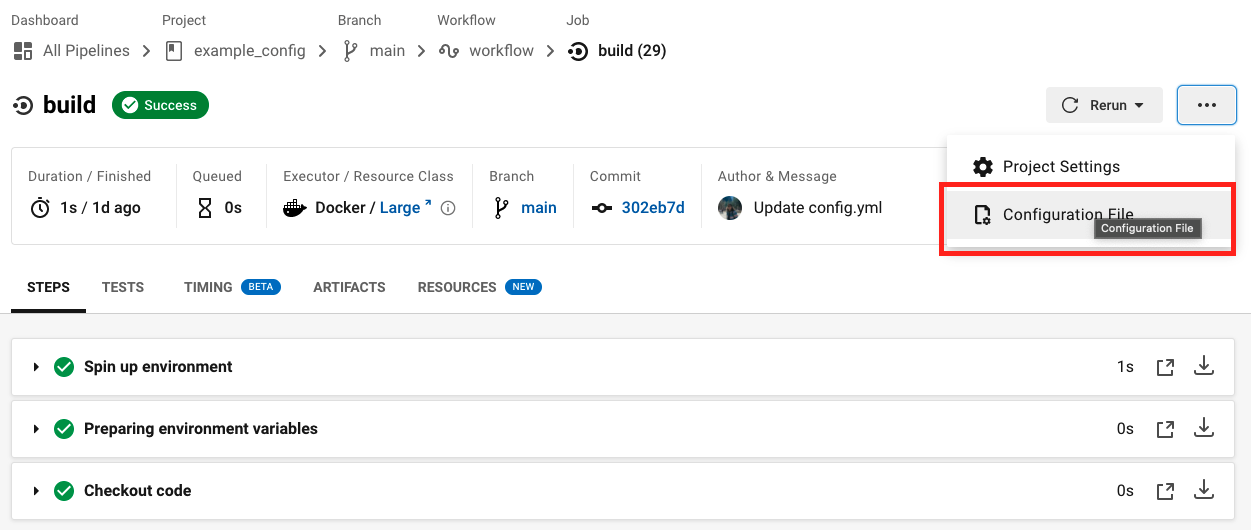 Dashboard Project Branch Workflow Job
All Pipelines example_config main workflow build (29)
build Success Rerun
Project Settings
Configuration File
Configuration File
Duration / Finished Queued Executor / Resource Class Branch Commit Author & Message
1s / 1d ago 0s Docker / Large main 302eb7d Update config.yml
STEPS TESTS TIMING BETA ARTIFACTS RESOURCES NEW
Spin up environment 1s
Preparing environment variables 0s
Checkout code 0s